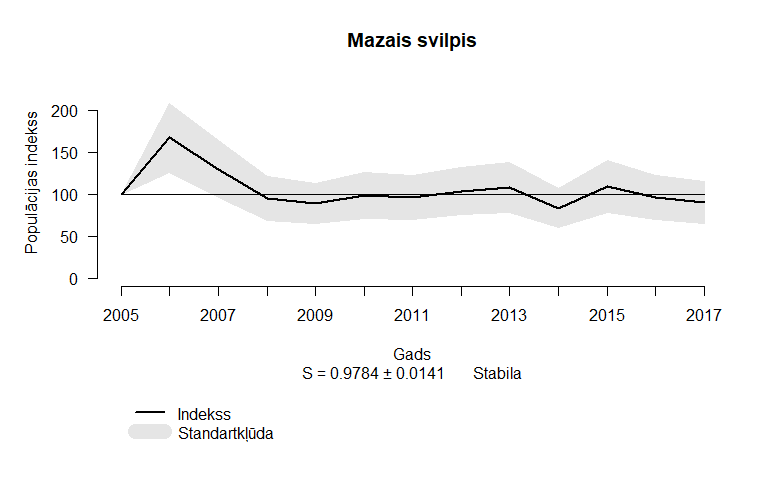 Mazais svilpis
Populācijas indekss
200
150
100
50
0
2005 2007 2009 2011 2013 2015 2017
Gads
S = 0.9784 ± 0.0141 Stabila
Indekss
Standartkļūda